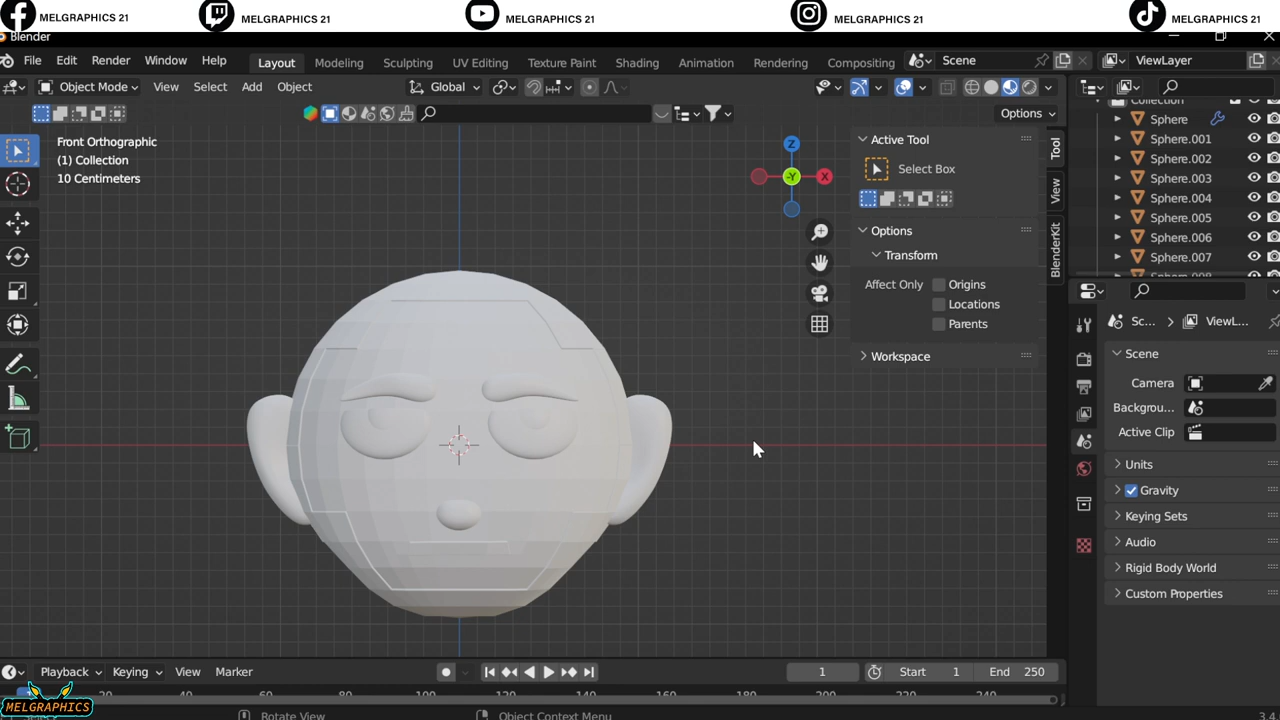 MELGRAPHICS 21 MELGRAPHICS 21 MELGRAPHICS 21 MELGRAPHICS 21 MELGRAPHICS 21
Blender
File Edit Render Window Help Layout Modeling Sculpting UV Editing Texture Paint Shading Animation Rendering Compositing Scene ViewLayer
Object Mode View Select Add Object Global
Options
Front Orthographic
(1) Collection
10 Centimeters
Z
-Y
X
Active Tool
Select Box
Options
Transform
Affect Only Origins
Locations
Parents
Workspace
Tool
View
BlenderKit
Collection
Sphere
Sphere.001
Sphere.002
Sphere.003
Sphere.004
Sphere.005
Sphere.006
Sphere.007
Sphere.008
Sc... ViewL...
Scene
Camera
Backgrou...
Active Clip
Units
Gravity
Keying Sets
Audio
Rigid Body World
Custom Properties
Playback Keying View Marker 1 Start 1 End 250
20 40 60 80 100 120 140 160 180 200 220 240
MELGRAPHICS
Select Rotate View Object Context Menu 3.4